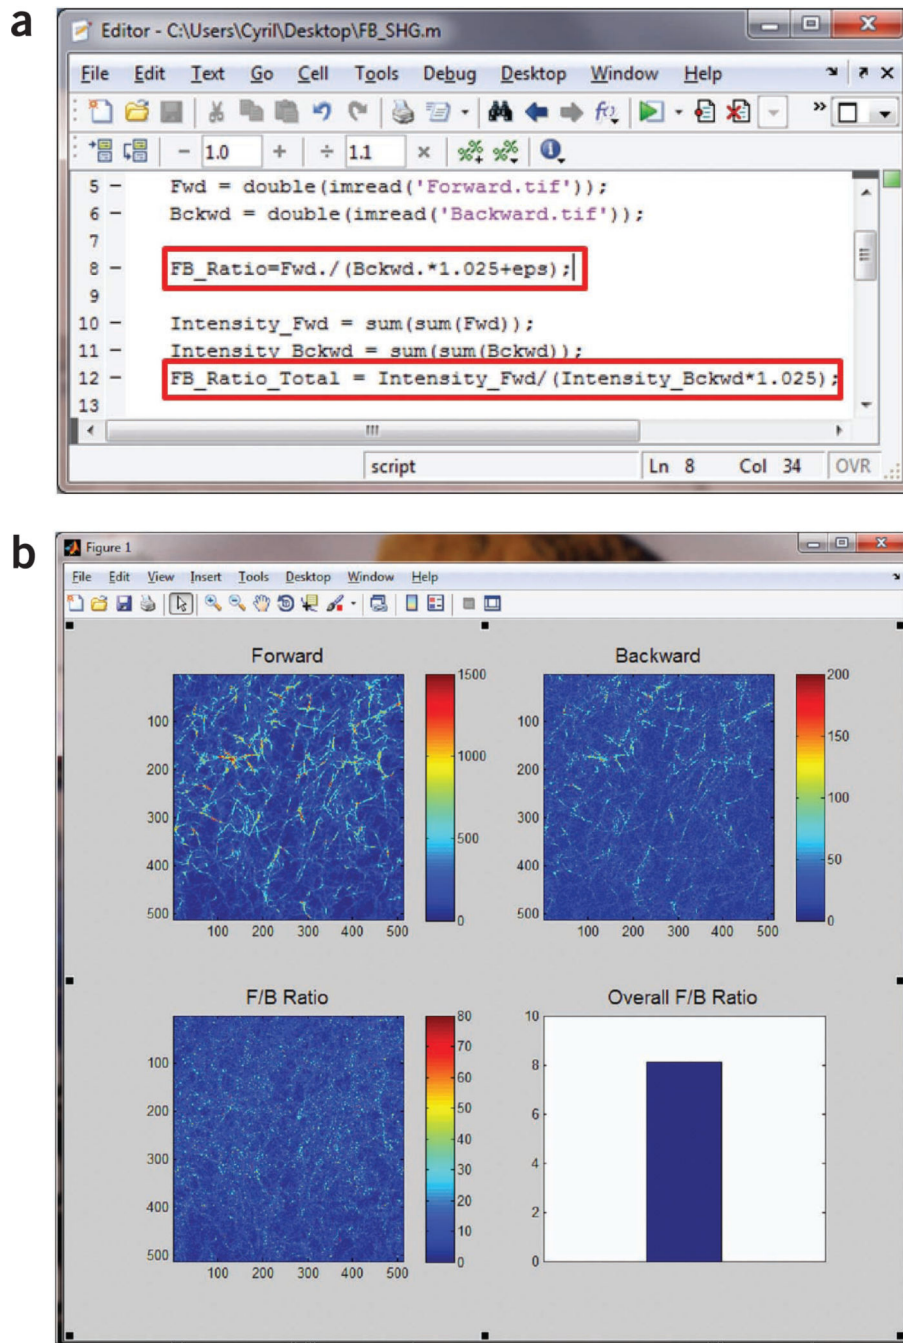 a
Editor - C:\Users\Cyril\Desktop\FB_SHG.m
File Edit Text Go Cell Tools Debug Desktop Window Help
1.0 + ÷ 1.1 ×
5 - Fwd = double(imread('Forward.tif'));
6 - Bckwd = double(imread('Backward.tif'));
7
8 - FB_Ratio=Fwd./(Bckwd.*1.025+eps);
9
10 - Intensity_Fwd = sum(sum(Fwd));
11 - Intensity_Bckwd = sum(sum(Bckwd));
12 - FB_Ratio_Total = Intensity_Fwd/(Intensity_Bckwd*1.025);
13
script Ln 8 Col 34 OVR
b
Figure 1
File Edit View Insert Tools Desktop Window Help
Forward
100
200
300
400
500
100 200 300 400 500
1500
1000
500
0
Backward
100
200
300
400
500
100 200 300 400 500
200
150
100
50
0
F/B Ratio
100
200
300
400
500
100 200 300 400 500
80
70
60
50
40
30
20
10
0
Overall F/B Ratio
10
8
6
4
2
0